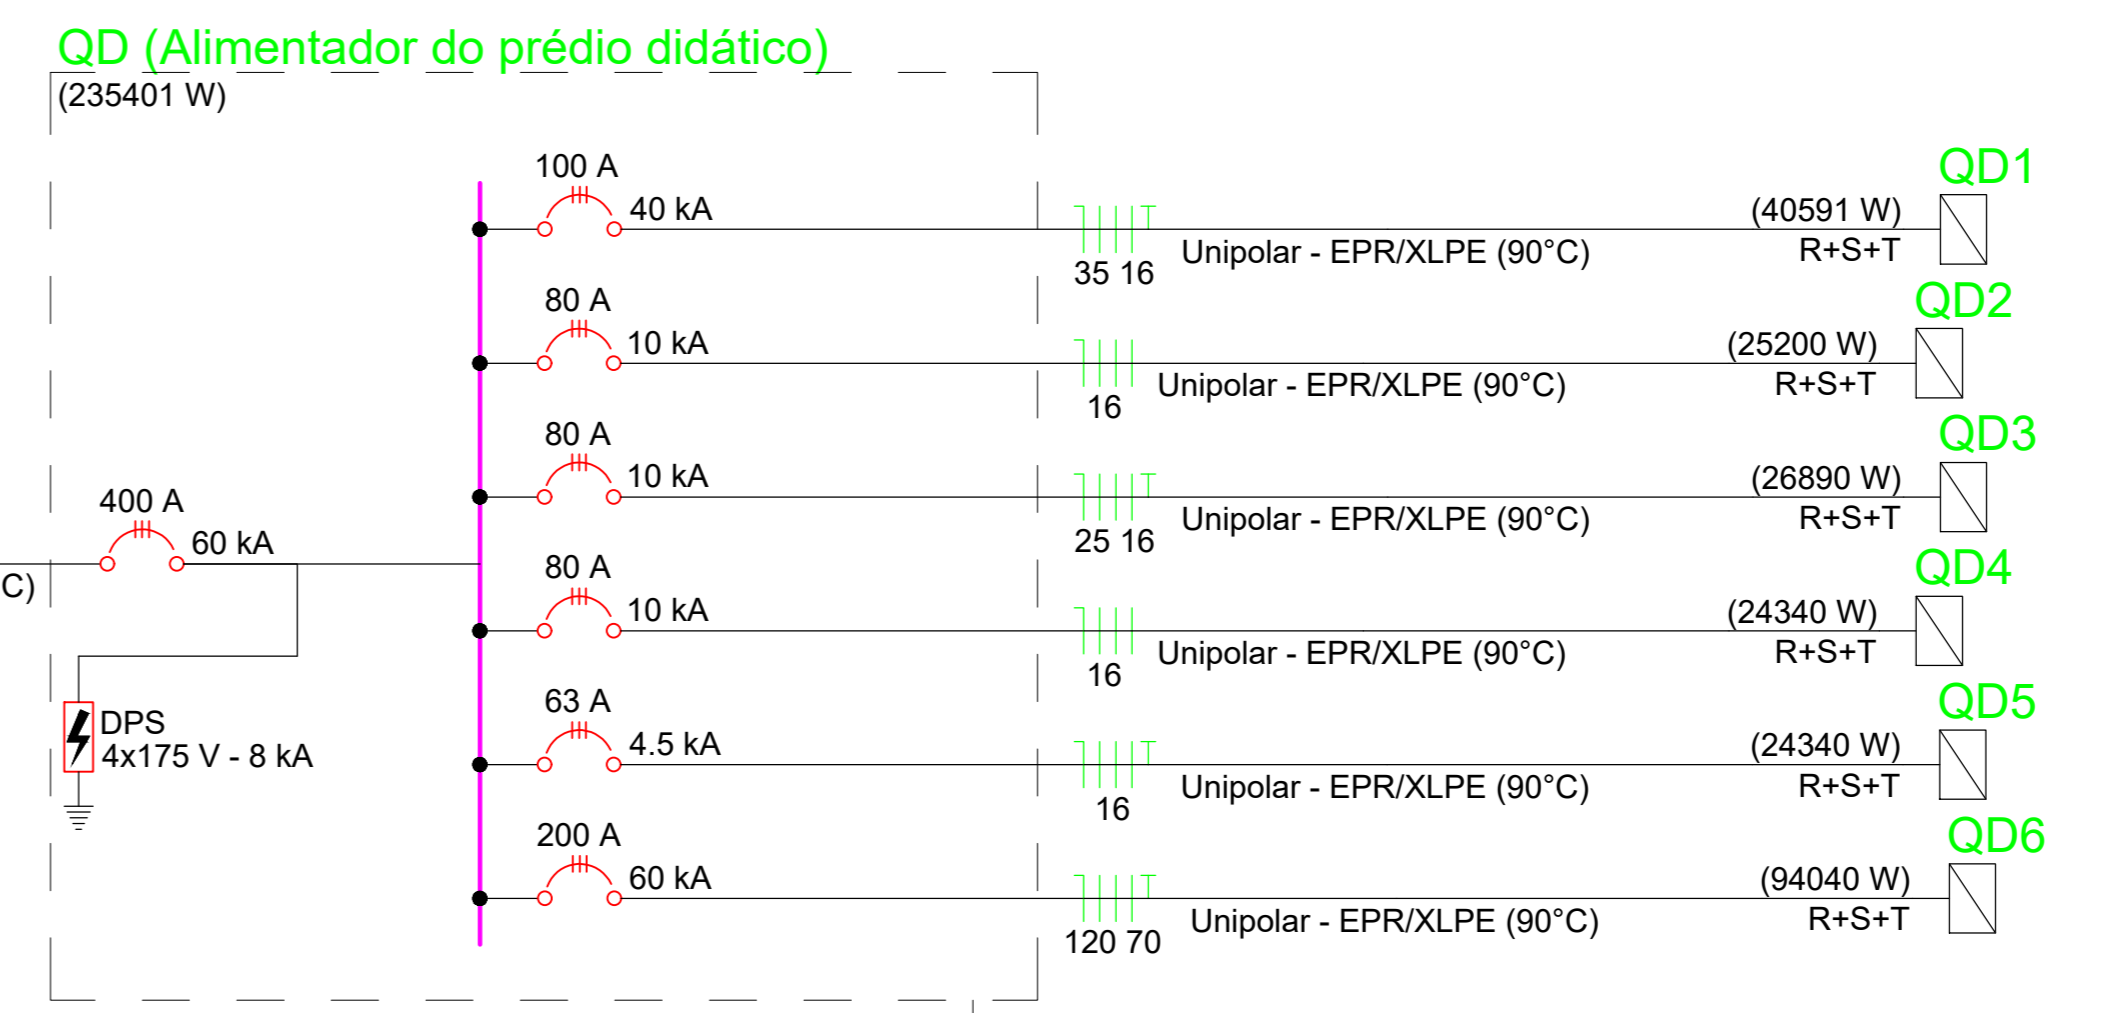 QD (Alimentador do prédio didático)
(235401 W)
100 A
40 kA
35 16
Unipolar - EPR/XLPE (90°C)
(40591 W)
R+S+T
QD1
80 A
10 kA
16
Unipolar - EPR/XLPE (90°C)
(25200 W)
R+S+T
QD2
80 A
10 kA
25 16
Unipolar - EPR/XLPE (90°C)
(26890 W)
R+S+T
QD3
400 A
60 kA
C)
80 A
10 kA
16
Unipolar - EPR/XLPE (90°C)
(24340 W)
R+S+T
QD4
DPS
4x175 V - 8 kA
63 A
4.5 kA
16
Unipolar - EPR/XLPE (90°C)
(24340 W)
R+S+T
QD5
200 A
60 kA
120 70
Unipolar - EPR/XLPE (90°C)
(94040 W)
R+S+T
QD6